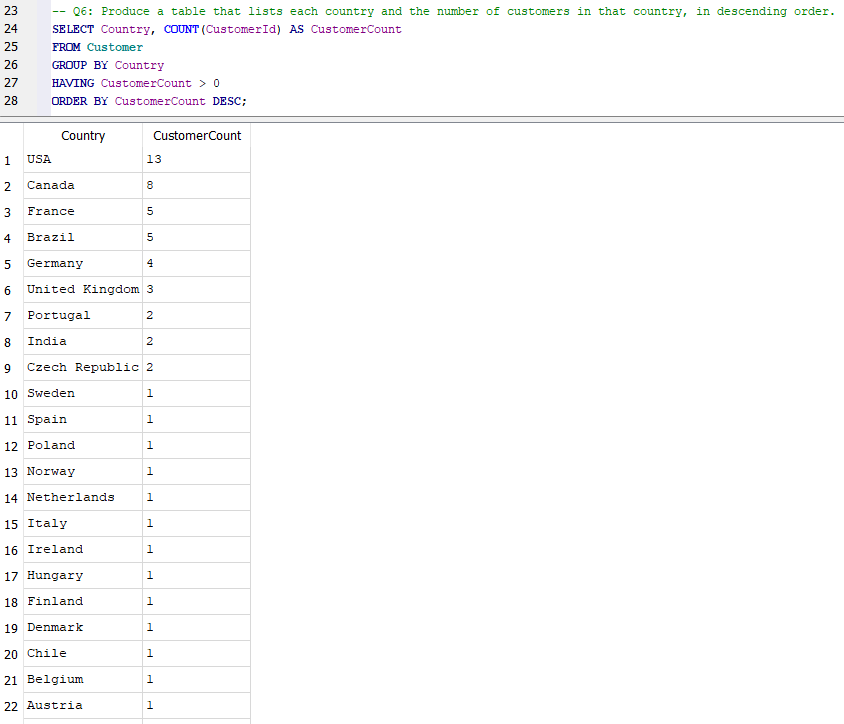 23 -- Q6: Produce a table that lists each country and the number of customers in that country, in descending order.
24 SELECT Country, COUNT(CustomerId) AS CustomerCount
25 FROM Customer
26 GROUP BY Country
27 HAVING CustomerCount > 0
28 ORDER BY CustomerCount DESC;
Country CustomerCount
1 USA 13
2 Canada 8
3 France 5
4 Brazil 5
5 Germany 4
6 United Kingdom 3
7 Portugal 2
8 India 2
9 Czech Republic 2
10 Sweden 1
11 Spain 1
12 Poland 1
13 Norway 1
14 Netherlands 1
15 Italy 1
16 Ireland 1
17 Hungary 1
18 Finland 1
19 Denmark 1
20 Chile 1
21 Belgium 1
22 Austria 1